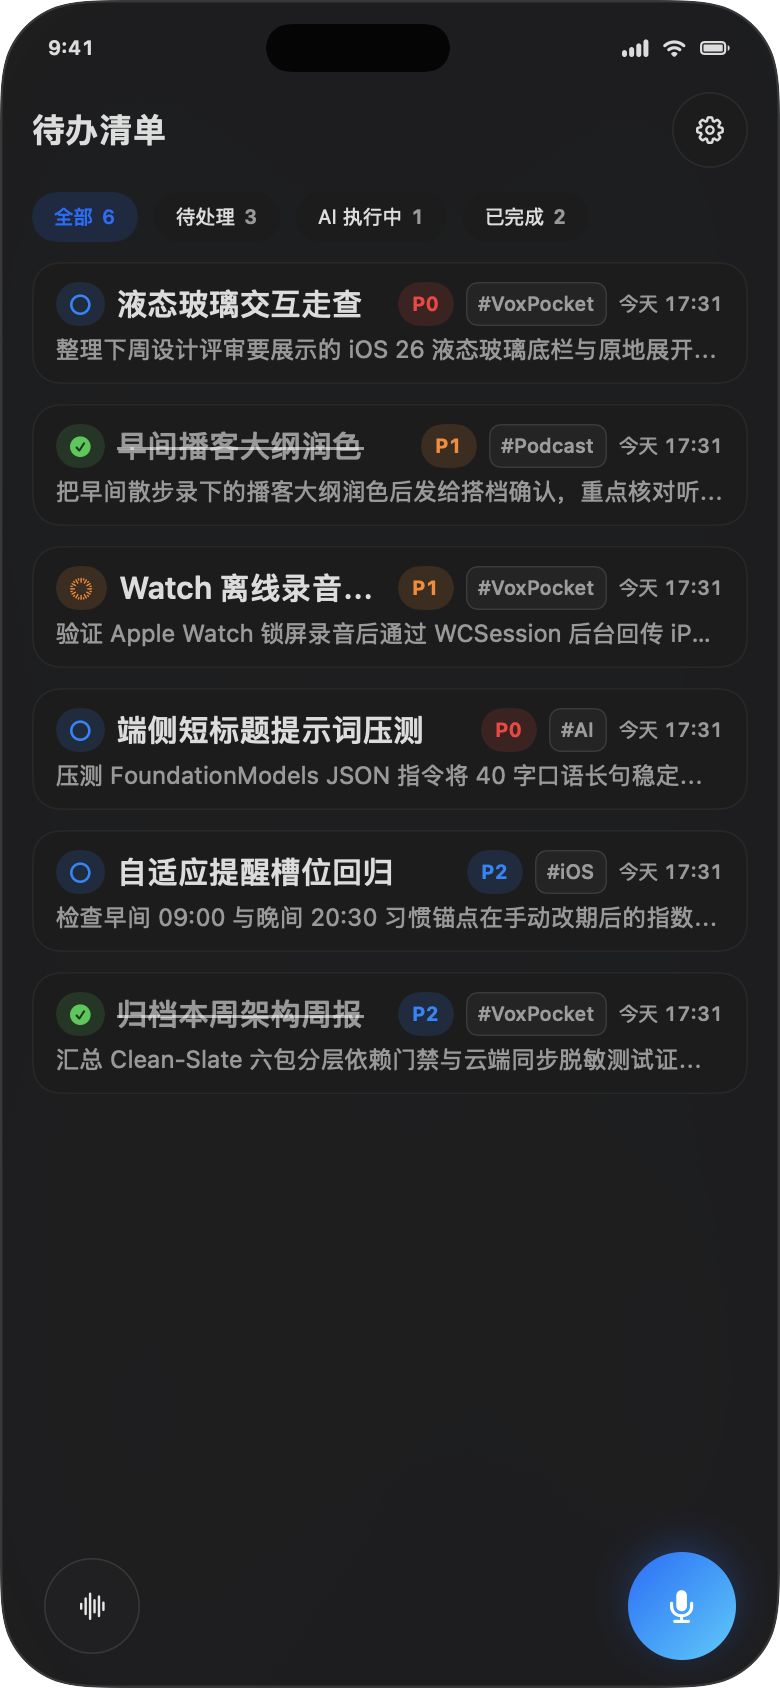 9:41
待办清单
全部 6 待处理 3 AI 执行中 1 已完成 2
液态玻璃交互走查 P0 #VoxPocket 今天 17:31
整理下周设计评审要展示的 iOS 26 液态玻璃底栏与原地展开...
早间播客大纲润色 P1 #Podcast 今天 17:31
把早间散步录下的播客大纲润色后发给搭档确认，重点核对听...
Watch 离线录音... P1 #VoxPocket 今天 17:31
验证 Apple Watch 锁屏录音后通过 WCSession 后台回传 iP...
端侧短标题提示词压测 P0 #AI 今天 17:31
压测 FoundationModels JSON 指令将 40 字口语长句稳定...
自适应提醒槽位回归 P2 #iOS 今天 17:31
检查早间 09:00 与晚间 20:30 习惯锚点在手动改期后的指数...
归档本周架构周报 P2 #VoxPocket 今天 17:31
汇总 Clean-Slate 六包分层依赖门禁与云端同步脱敏测试证...